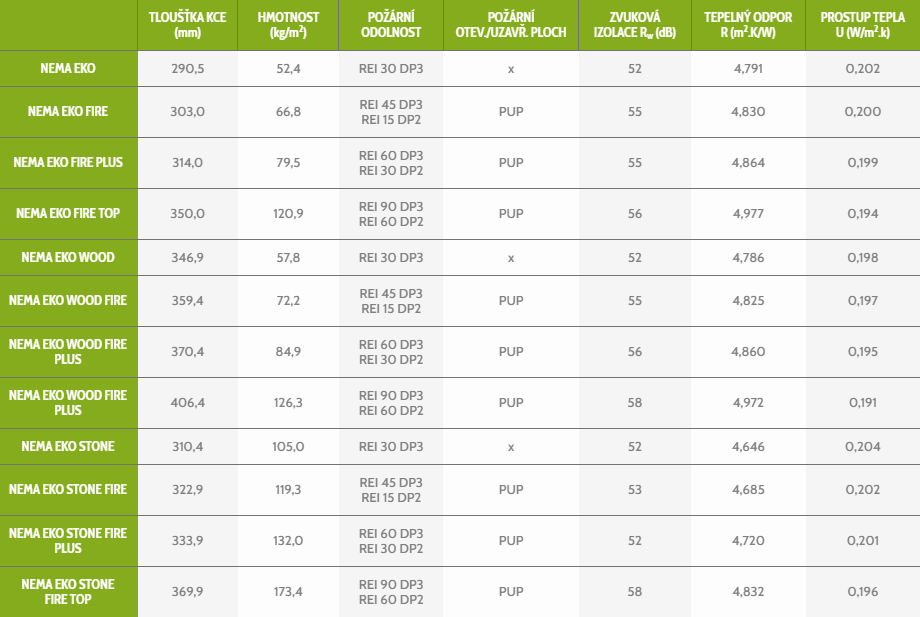 TLOUŠŤKA KCE (mm) HMOTNOST (kg/m²) POŽÁRNÍ ODOLNOST POŽÁRNÍ OTEV./UZAVŘ. PLOCH ZVUKOVÁ IZOLACE Rw (dB) TEPELNÝ ODPOR R (m².K/W) PROSTUP TEPLA U (W/m².k)
NEMA EKO 290,5 52,4 REI 30 DP3 x 52 4,791 0,202
NEMA EKO FIRE 303,0 66,8 REI 45 DP3 REI 15 DP2 PUP 55 4,830 0,200
NEMA EKO FIRE PLUS 314,0 79,5 REI 60 DP3 REI 30 DP2 PUP 55 4,864 0,199
NEMA EKO FIRE TOP 350,0 120,9 REI 90 DP3 REI 60 DP2 PUP 56 4,977 0,194
NEMA EKO WOOD 346,9 57,8 REI 30 DP3 x 52 4,786 0,198
NEMA EKO WOOD FIRE 359,4 72,2 REI 45 DP3 REI 15 DP2 PUP 55 4,825 0,197
NEMA EKO WOOD FIRE PLUS 370,4 84,9 REI 60 DP3 REI 30 DP2 PUP 56 4,860 0,195
NEMA EKO WOOD FIRE PLUS 406,4 126,3 REI 90 DP3 REI 60 DP2 PUP 58 4,972 0,191
NEMA EKO STONE 310,4 105,0 REI 30 DP3 x 52 4,646 0,204
NEMA EKO STONE FIRE 322,9 119,3 REI 45 DP3 REI 15 DP2 PUP 53 4,685 0,202
NEMA EKO STONE FIRE PLUS 333,9 132,0 REI 60 DP3 REI 30 DP2 PUP 52 4,720 0,201
NEMA EKO STONE FIRE TOP 369,9 173,4 REI 90 DP3 REI 60 DP2 PUP 58 4,832 0,196